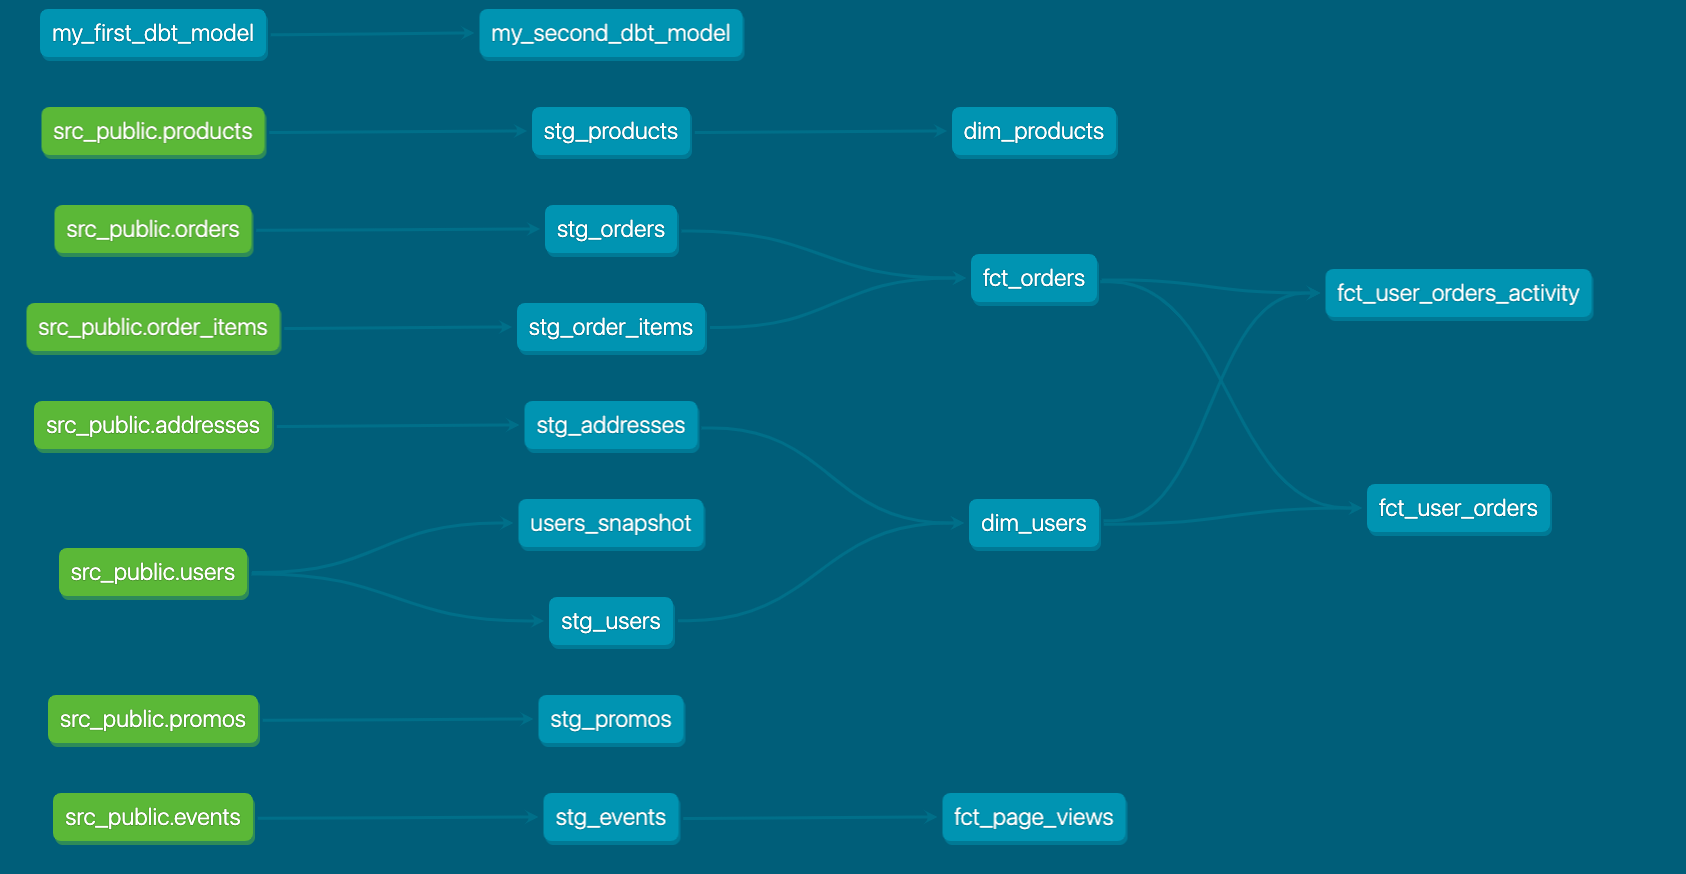 my_first_dbt_model
my_second_dbt_model
src_public.products
stg_products
dim_products
src_public.orders
stg_orders
fct_orders
fct_user_orders_activity
src_public.order_items
stg_order_items
src_public.addresses
stg_addresses
users_snapshot
dim_users
fct_user_orders
src_public.users
stg_users
src_public.promos
stg_promos
src_public.events
stg_events
fct_page_views